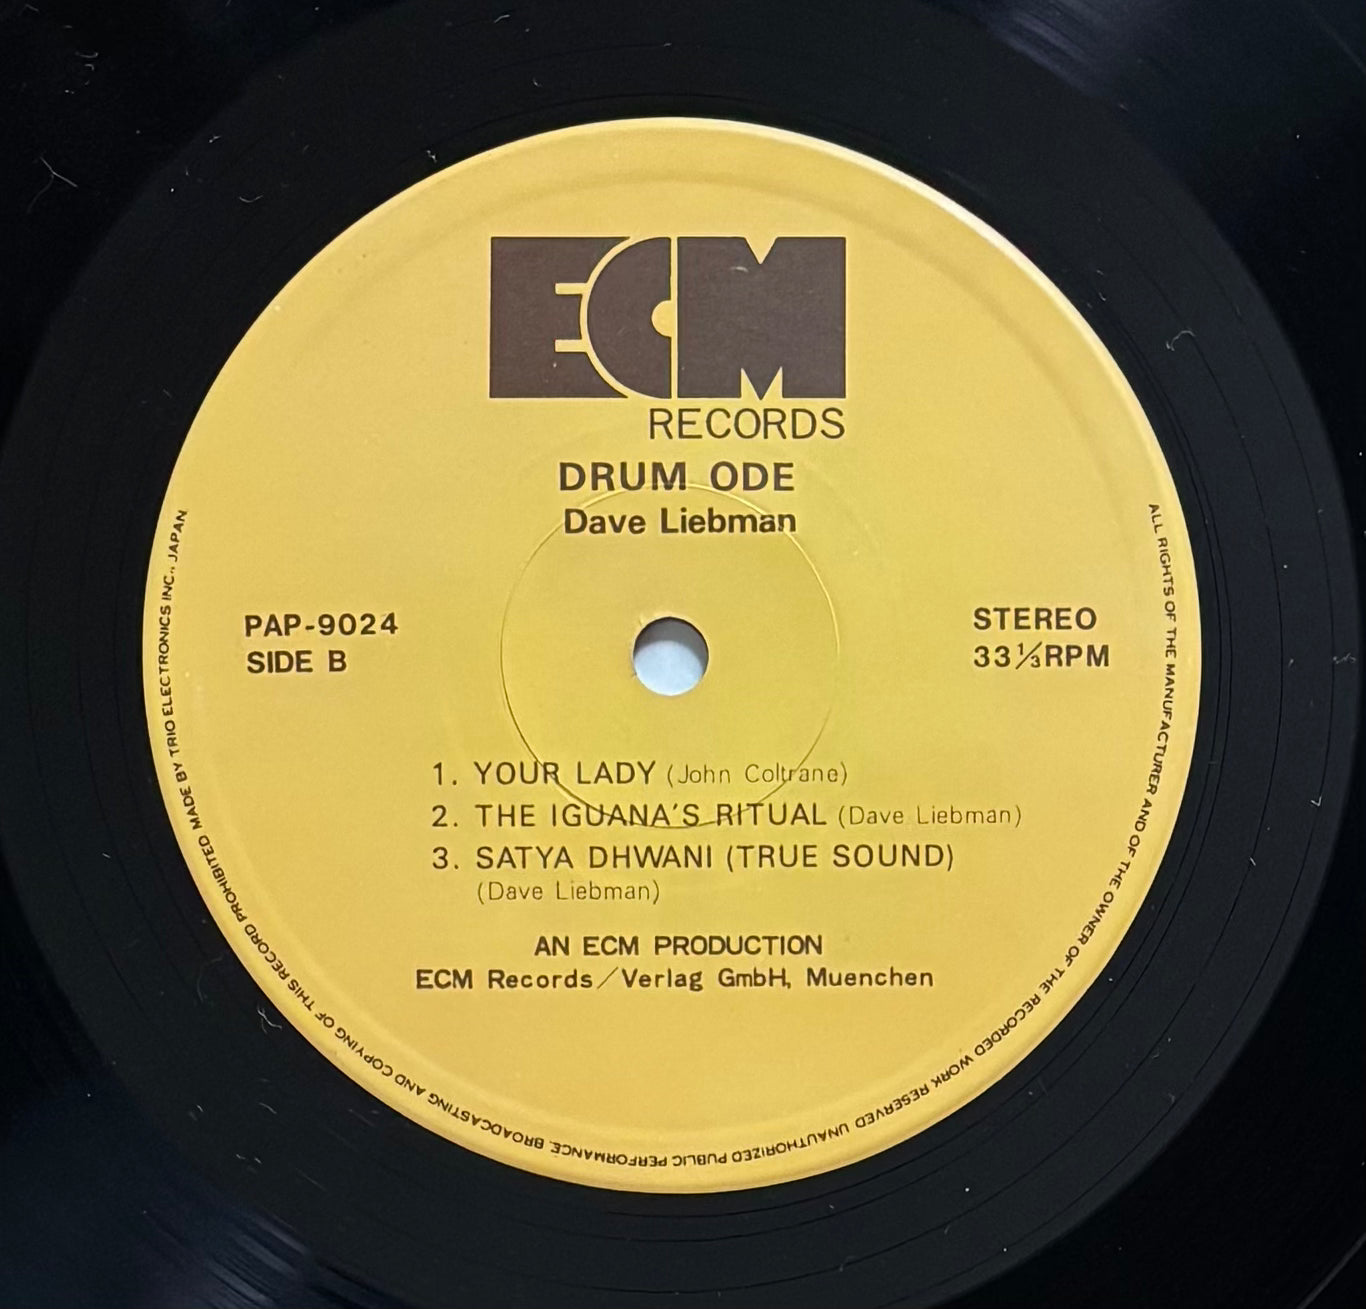 ECM
RECORDS
DRUM ODE
Dave Liebman
PAP-9024
SIDE B
STEREO
33⅓RPM
1. YOUR LADY (John Coltrane)
2. THE IGUANA'S RITUAL (Dave Liebman)
3. SATYA DHWANI (TRUE SOUND)
(Dave Liebman)
AN ECM PRODUCTION
ECM Records/Verlag GmbH, Muenchen
ALL RIGHTS OF THE MANUFACTURER AND OF THE OWNER OF THE RECORDED WORK RESERVED UNAUTHORIZED PUBLIC PERFORMANCE, BROADCASTING AND COPYING OF THIS RECORD PROHIBITED MADE BY TRIO ELECTRONICS INC., JAPAN